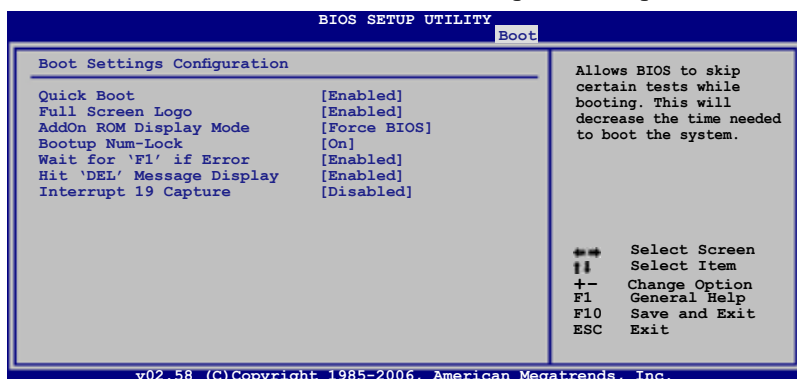 BIOS SETUP UTILITY
Boot
Boot Settings Configuration
Quick Boot [Enabled]
Full Screen Logo [Enabled]
AddOn ROM Display Mode [Force BIOS]
Bootup Num-Lock [On]
Wait for ‘F1’ if Error [Enabled]
Hit ‘DEL’ Message Display [Enabled]
Interrupt 19 Capture [Disabled]
Allows BIOS to skip
certain tests while
booting. This will
decrease the time needed
to boot the system.
←→ Select Screen
↑↓ Select Item
+- Change Option
F1 General Help
F10 Save and Exit
ESC Exit
v02.58 (C)Copyright 1985-2006, American Megatrends, Inc.